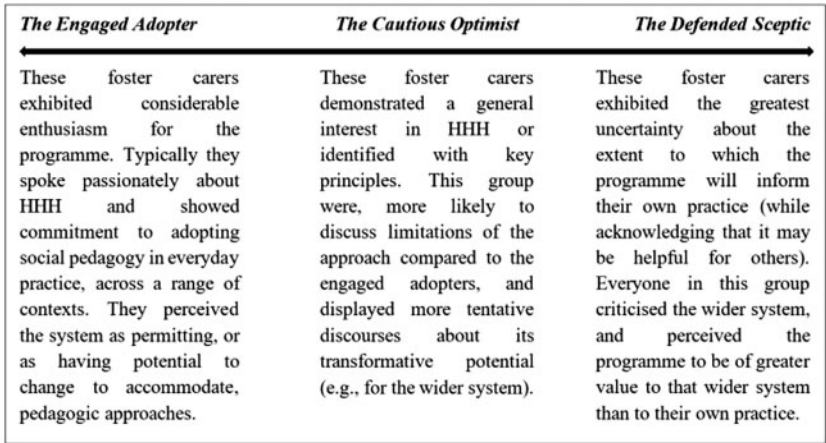 The Engaged Adopter
The Cautious Optimist
The Defended Sceptic
These foster carers
exhibited considerable
enthusiasm for the
programme. Typically they
spoke passionately about
HHH and showed
commitment to adopting
social pedagogy in everyday
practice, across a range of
contexts. They perceived
the system as permitting, or
as having potential to
change to accommodate,
pedagogic approaches.
These foster carers
demonstrated a general
interest in HHH or
identified with key
principles. This group
were, more likely to
discuss limitations of the
approach compared to the
engaged adopters, and
displayed more tentative
discourses about its
transformative potential
(e.g., for the wider system).
These foster carers
exhibited the greatest
uncertainty about the
extent to which the
programme will inform
their own practice (while
acknowledging that it may
be helpful for others).
Everyone in this group
criticised the wider system,
and perceived the
programme to be of greater
value to that wider system
than to their own practice.